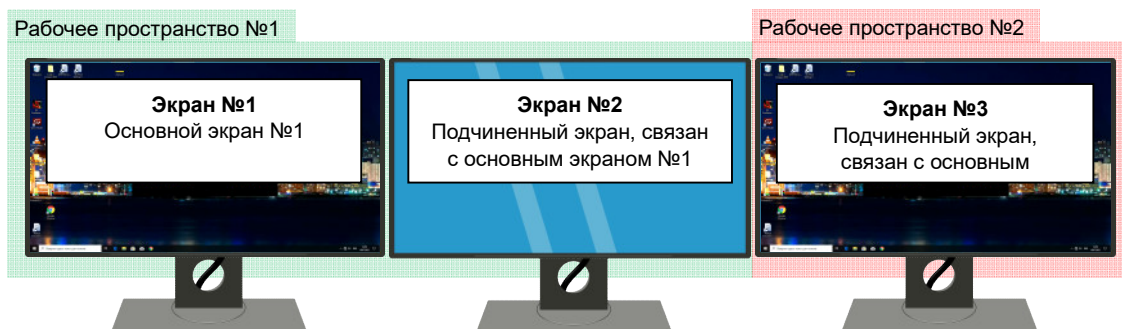 Рабочее пространство №1
Рабочее пространство №2
Экран №1
Основной экран №1
Экран №2
Подчиненный экран, связан
с основным экраном №1
Экран №3
Подчиненный экран,
связан с основным